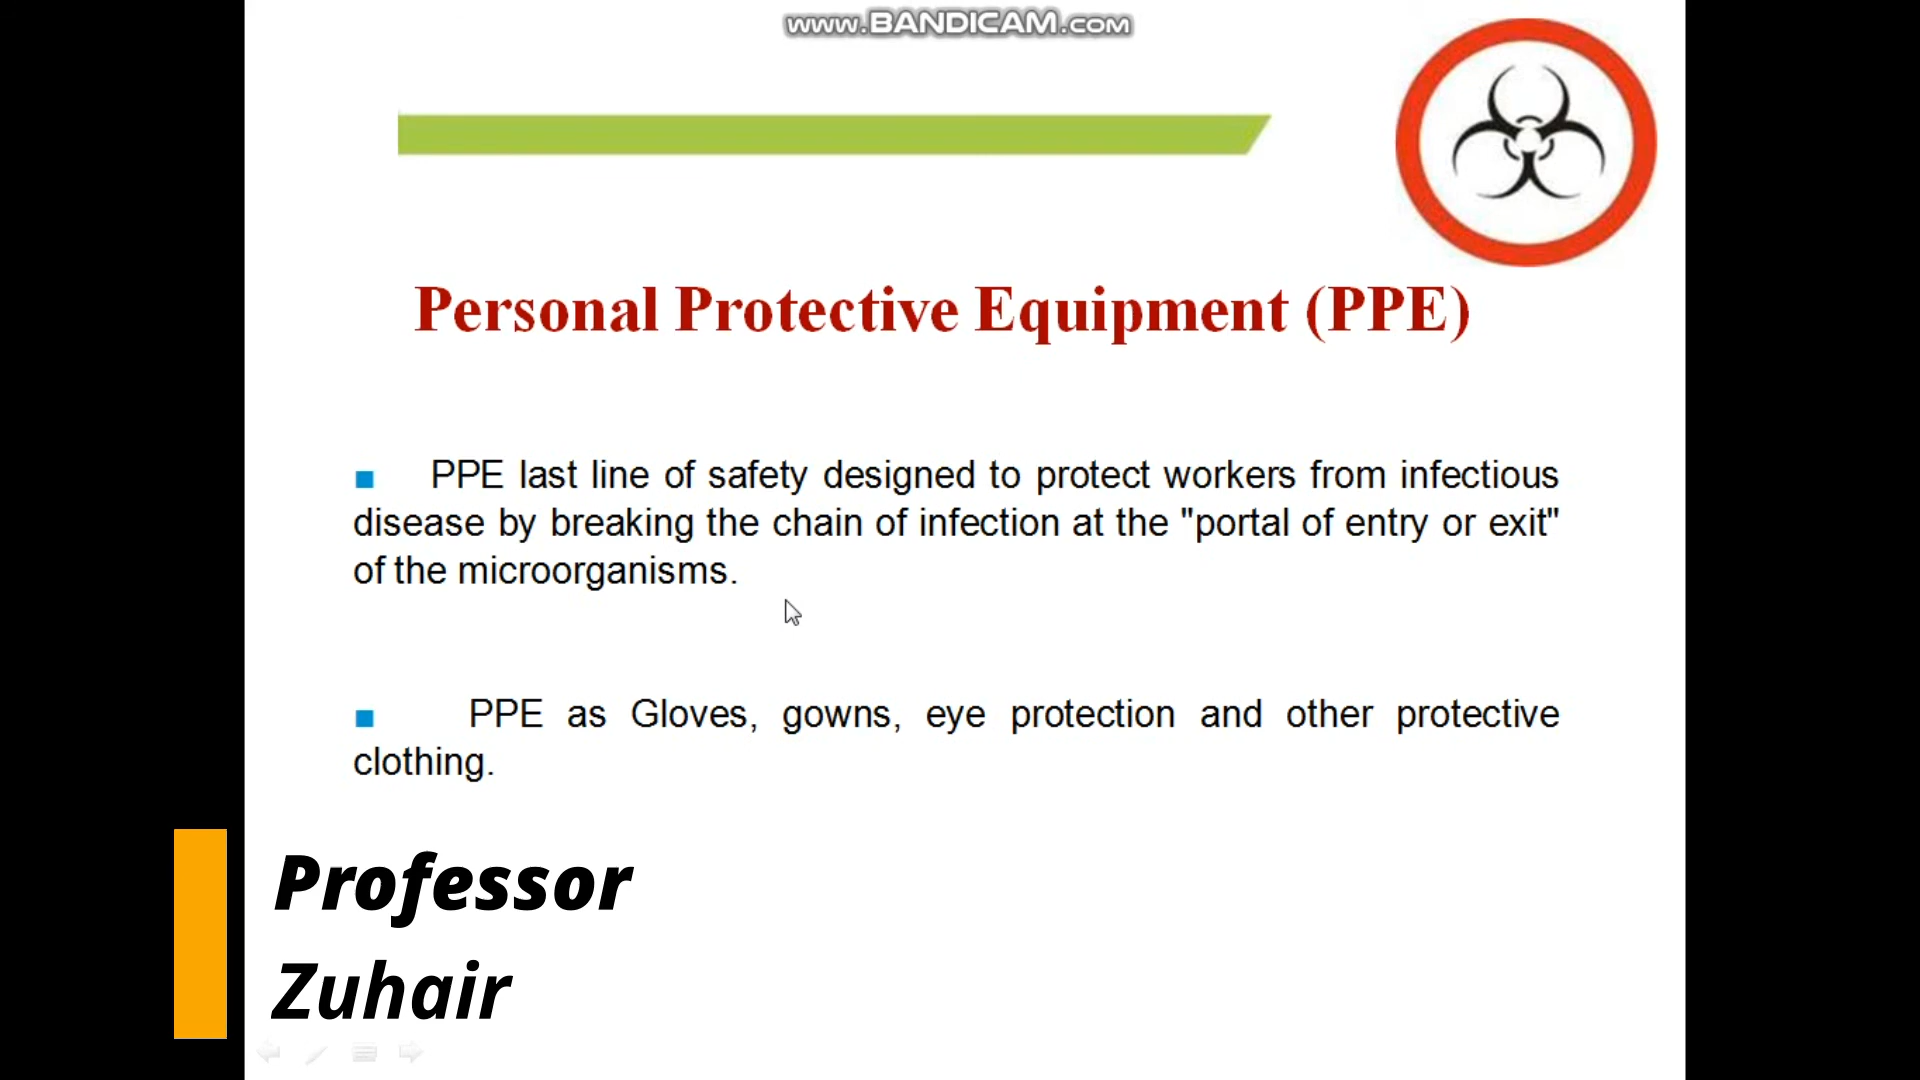 www.BANDICAM.com
Personal Protective Equipment (PPE)
PPE last line of safety designed to protect workers from infectious
disease by breaking the chain of infection at the "portal of entry or exit"
of the microorganisms.
PPE as Gloves, gowns, eye protection and other protective
clothing.
Professor
Zuhair